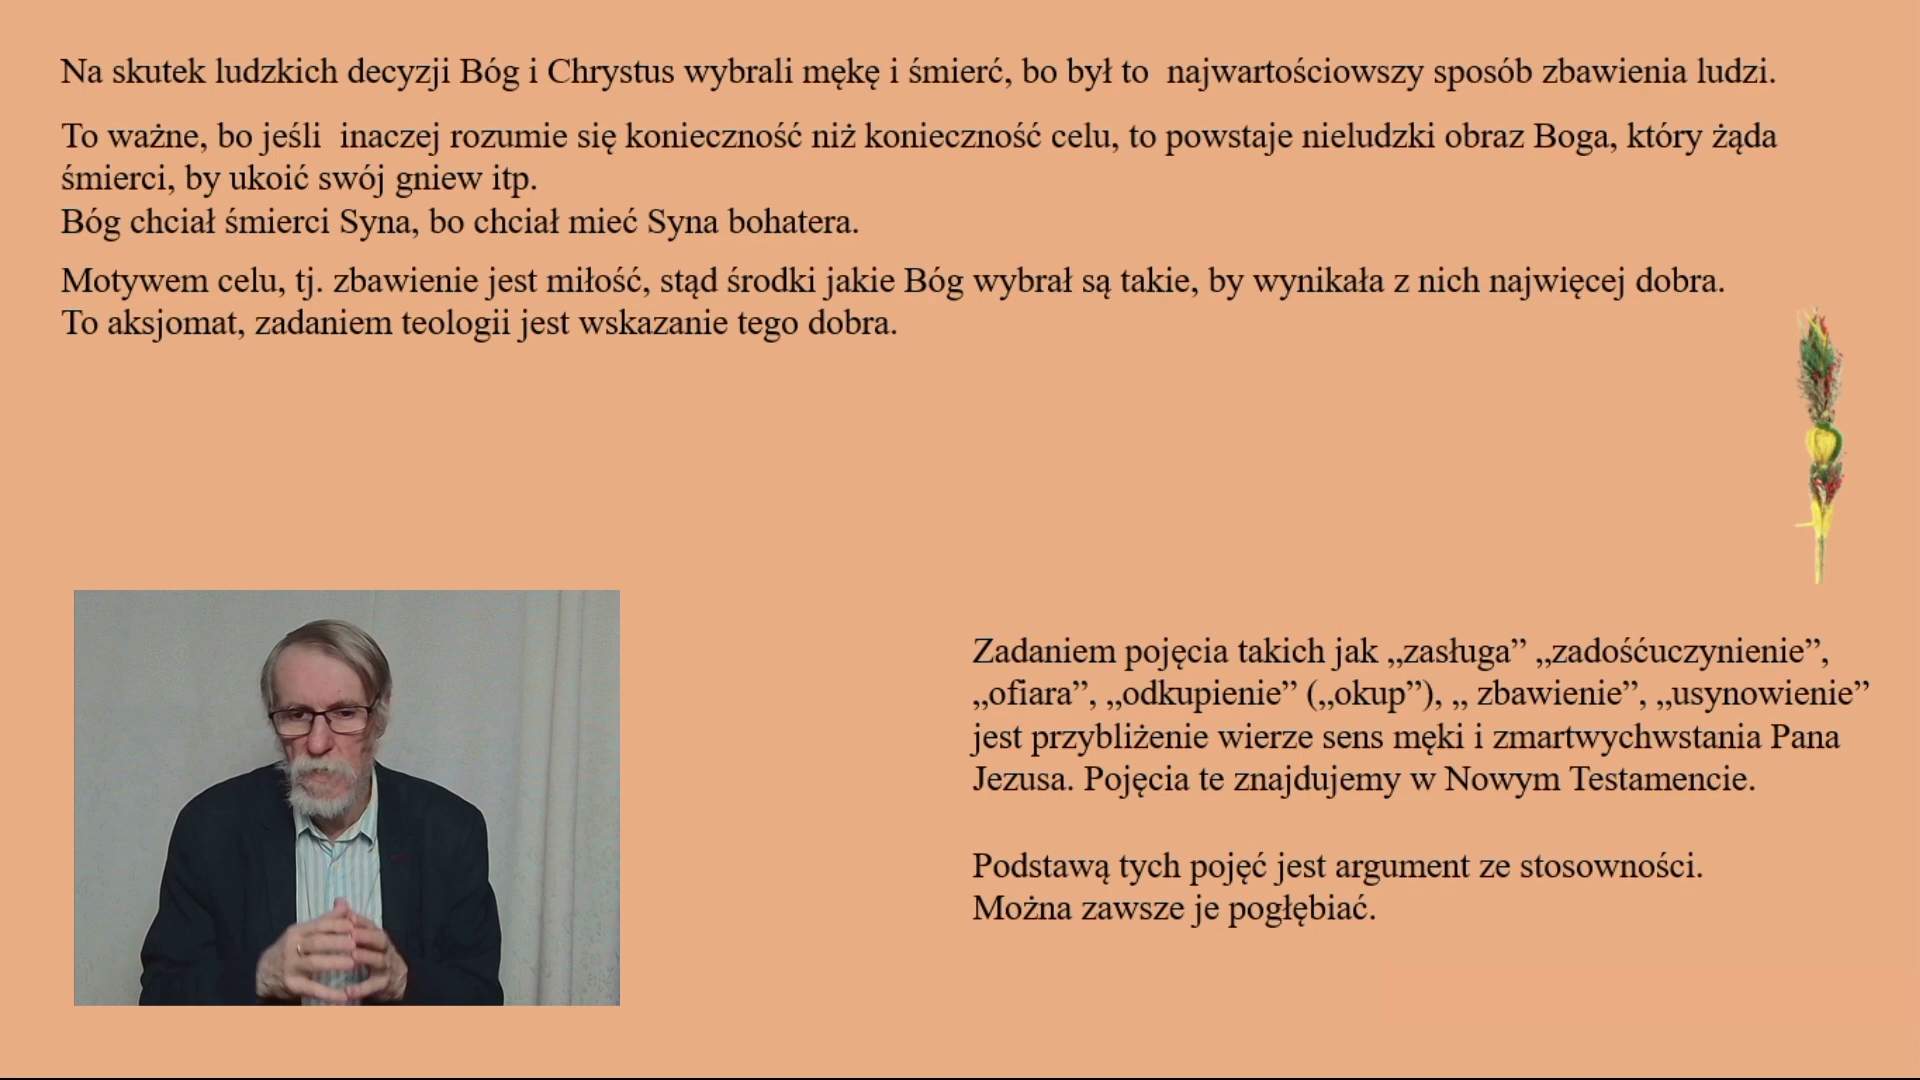 Na skutek ludzkich decyzji Bóg i Chrystus wybrali mękę i śmierć, bo był to  najwartościowszy sposób zbawienia ludzi.
To ważne, bo jeśli  inaczej rozumie się konieczność niż konieczność celu, to powstaje nieludzki obraz Boga, który żąda
śmierci, by ukoić swój gniew itp.
Bóg chciał śmierci Syna, bo chciał mieć Syna bohatera.
Motywem celu, tj. zbawienie jest miłość, stąd środki jakie Bóg wybrał są takie, by wynikała z nich najwięcej dobra.
To aksjomat, zadaniem teologii jest wskazanie tego dobra.
Zadaniem pojęcia takich jak „zasługa” „zadośćuczynienie”,
„ofiara”, „odkupienie” („okup”), „ zbawienie”, „usynowienie”
jest przybliżenie wierze sens męki i zmartwychwstania Pana
Jezusa. Pojęcia te znajdujemy w Nowym Testamencie.
Podstawą tych pojęć jest argument ze stosowności.
Można zawsze je pogłębiać.